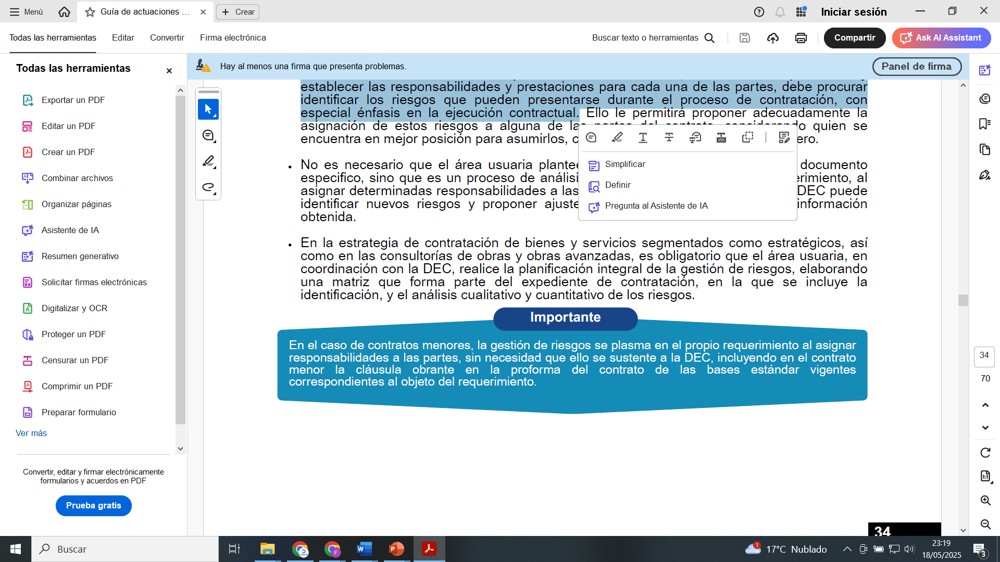 Menú
Guía de actuaciones ...
Crear
Iniciar sesión
Todas las herramientas
Editar
Convertir
Firma electrónica
Buscar texto o herramientas
Compartir
Ask AI Assistant
Todas las herramientas
Exportar un PDF
Editar un PDF
Crear un PDF
Combinar archivos
Organizar páginas
Asistente de IA
Resumen generativo
Solicitar firmas electrónicas
Digitalizar y OCR
Proteger un PDF
Censurar un PDF
Comprimir un PDF
Preparar formulario
Ver más
Convertir, editar y firmar electrónicamente
formularios y acuerdos en PDF
Prueba gratis
Hay al menos una firma que presenta problemas.
Panel de firma
establecer las responsabilidades y prestaciones para cada una de las partes, debe procurar
identificar los riesgos que pueden presentarse durante el proceso de contratación, con
especial énfasis en la ejecución contractual. Ello le permitirá proponer adecuadamente la
asignación de estos riesgos a alguna de las partes del contrato, considerando quien se
encuentra en mejor posición para asumirlos,
No es necesario que el área usuaria documento
especifico, sino que es un proceso de al
asignar determinadas responsabilidades a las DEC puede
identificar nuevos riesgos y proponer información
obtenida.
Simplificar
Definir
Pregunta al Asistente de IA
En la estrategia de contratación de bienes y servicios segmentados como estratégicos, así
como en las consultorías de obras y obras avanzadas, es obligatorio que el área usuaria, en
coordinación con la DEC, realice la planificación integral de la gestión de riesgos, elaborando
una matriz que forma parte del expediente de contratación, en la que se incluye la
identificación, y el análisis cualitativo y cuantitativo de los riesgos.
Importante
En el caso de contratos menores, la gestión de riesgos se plasma en el propio requerimiento al asignar
responsabilidades a las partes, sin necesidad que ello se sustente a la DEC, incluyendo en el contrato
menor la cláusula obrante en la proforma del contrato de las bases estándar vigentes
correspondientes al objeto del requerimiento.
34
34
70
Buscar
1
17°C Nublado
23:19
18/05/2025
3